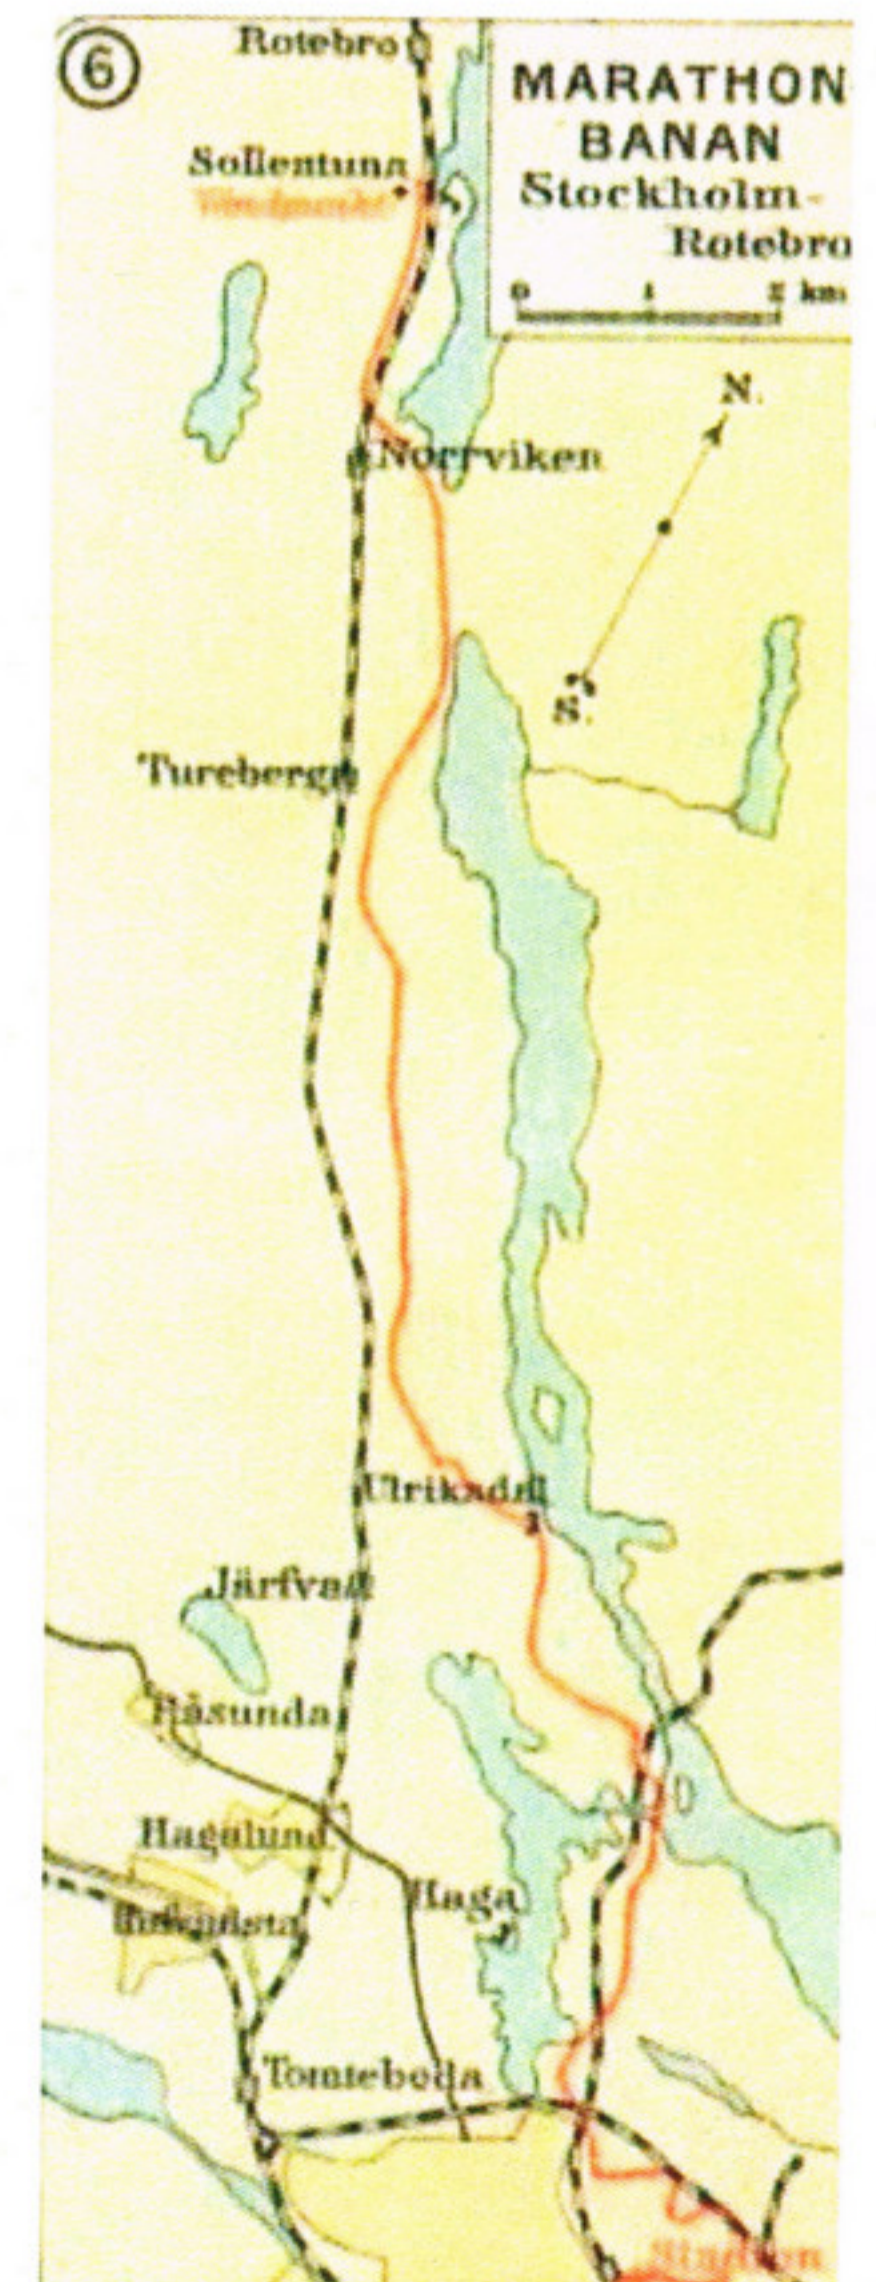 6
Rotebro
MARATHON
BANAN
Stockholm-
Rotebro
Sollentuna
0 1 2 km
N.
Norrviken
S.
Tureberg
Ulriksdal
Järfva
Råsunda
Hagalund
Haga
Tomteboda
Stadion